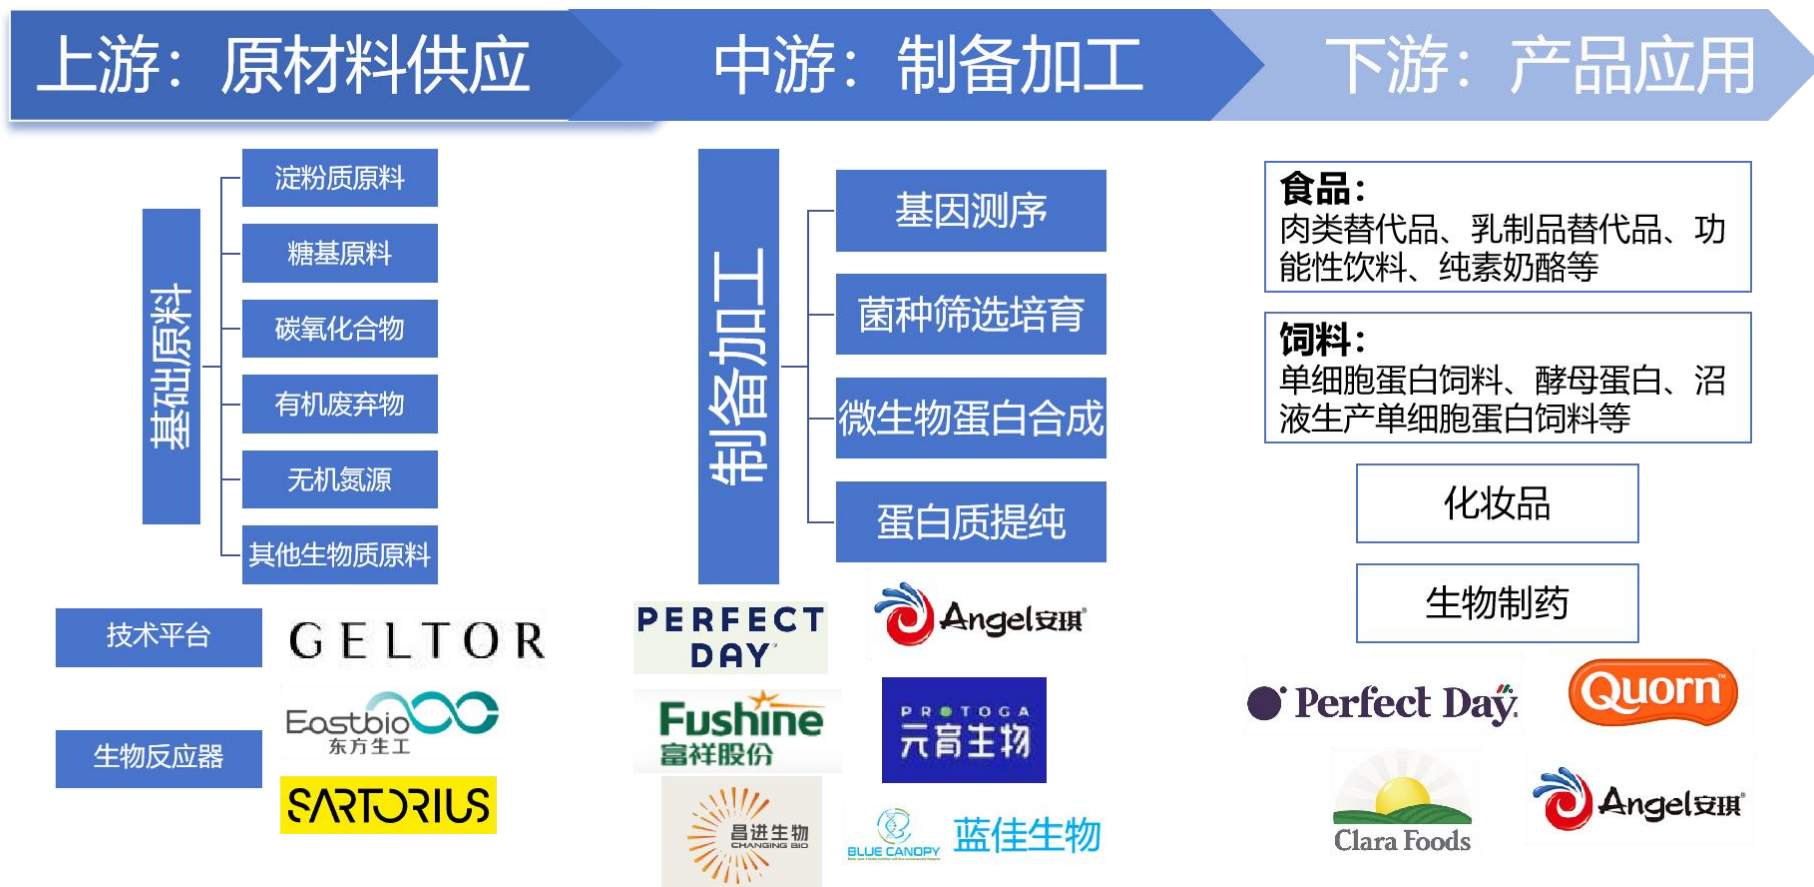 上游：原材料供应
中游：制备加工
下游：产品应用
基础原料
淀粉质原料
糖基原料
碳氧化合物
有机废弃物
无机氮源
其他生物质原料
技术平台
GELTOR
生物反应器
Eastbio
东方生工
SARTORIUS
制备加工
基因测序
菌种筛选培育
微生物蛋白合成
蛋白质提纯
PERFECT
DAY
Angel安琪
Fushine
富祥股份
PROTOGA
元育生物
昌进生物
CHANGING BIO
BLUE CANOPY
蓝佳生物
食品：
肉类替代品、乳制品替代品、功
能性饮料、纯素奶酪等
饲料：
单细胞蛋白饲料、酵母蛋白、沼
液生产单细胞蛋白饲料等
化妆品
生物制药
Perfect Day
Quorn
Clara Foods
Angel安琪